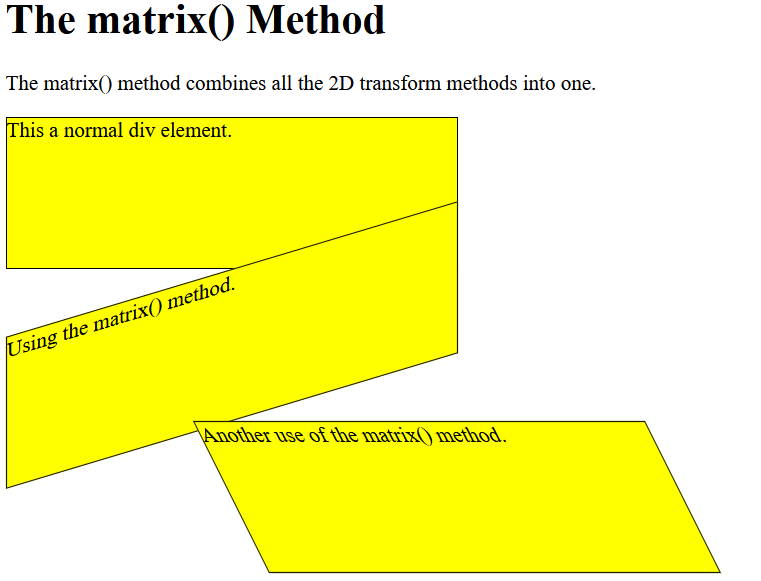 The matrix() Method
The matrix() method combines all the 2D transform methods into one.
This a normal div element.
Using the matrix() method.
Another use of the matrix() method.